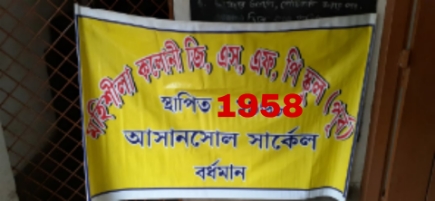 মহিশীলা কলোনী জি, এস, এফ, পি স্কুল
স্থাপিত 1958
আসানসোল সার্কেল
বর্ধমান